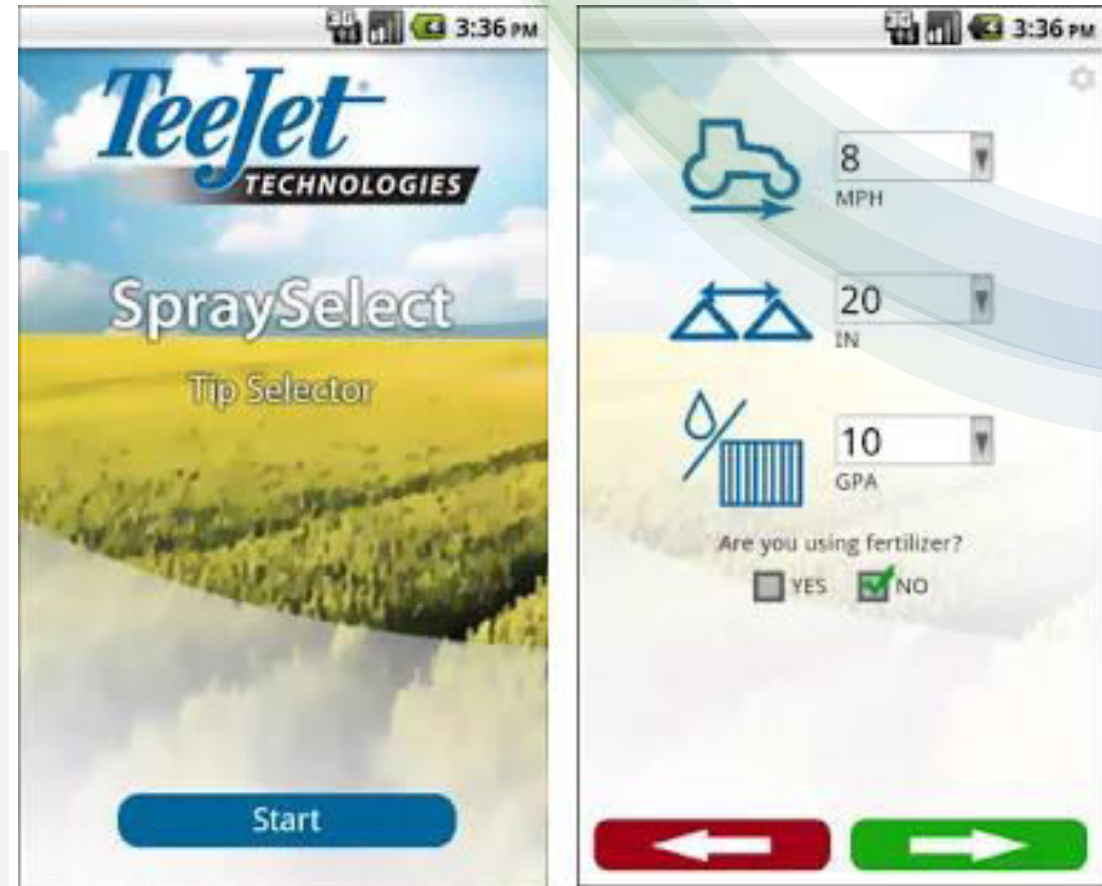 3:36 PM
TeeJet
TECHNOLOGIES
SpraySelect
Tip Selector
Start
3G
3:36 PM
8
MPH
20
IN
10
GPA
Are you using fertilizer?
YES NO